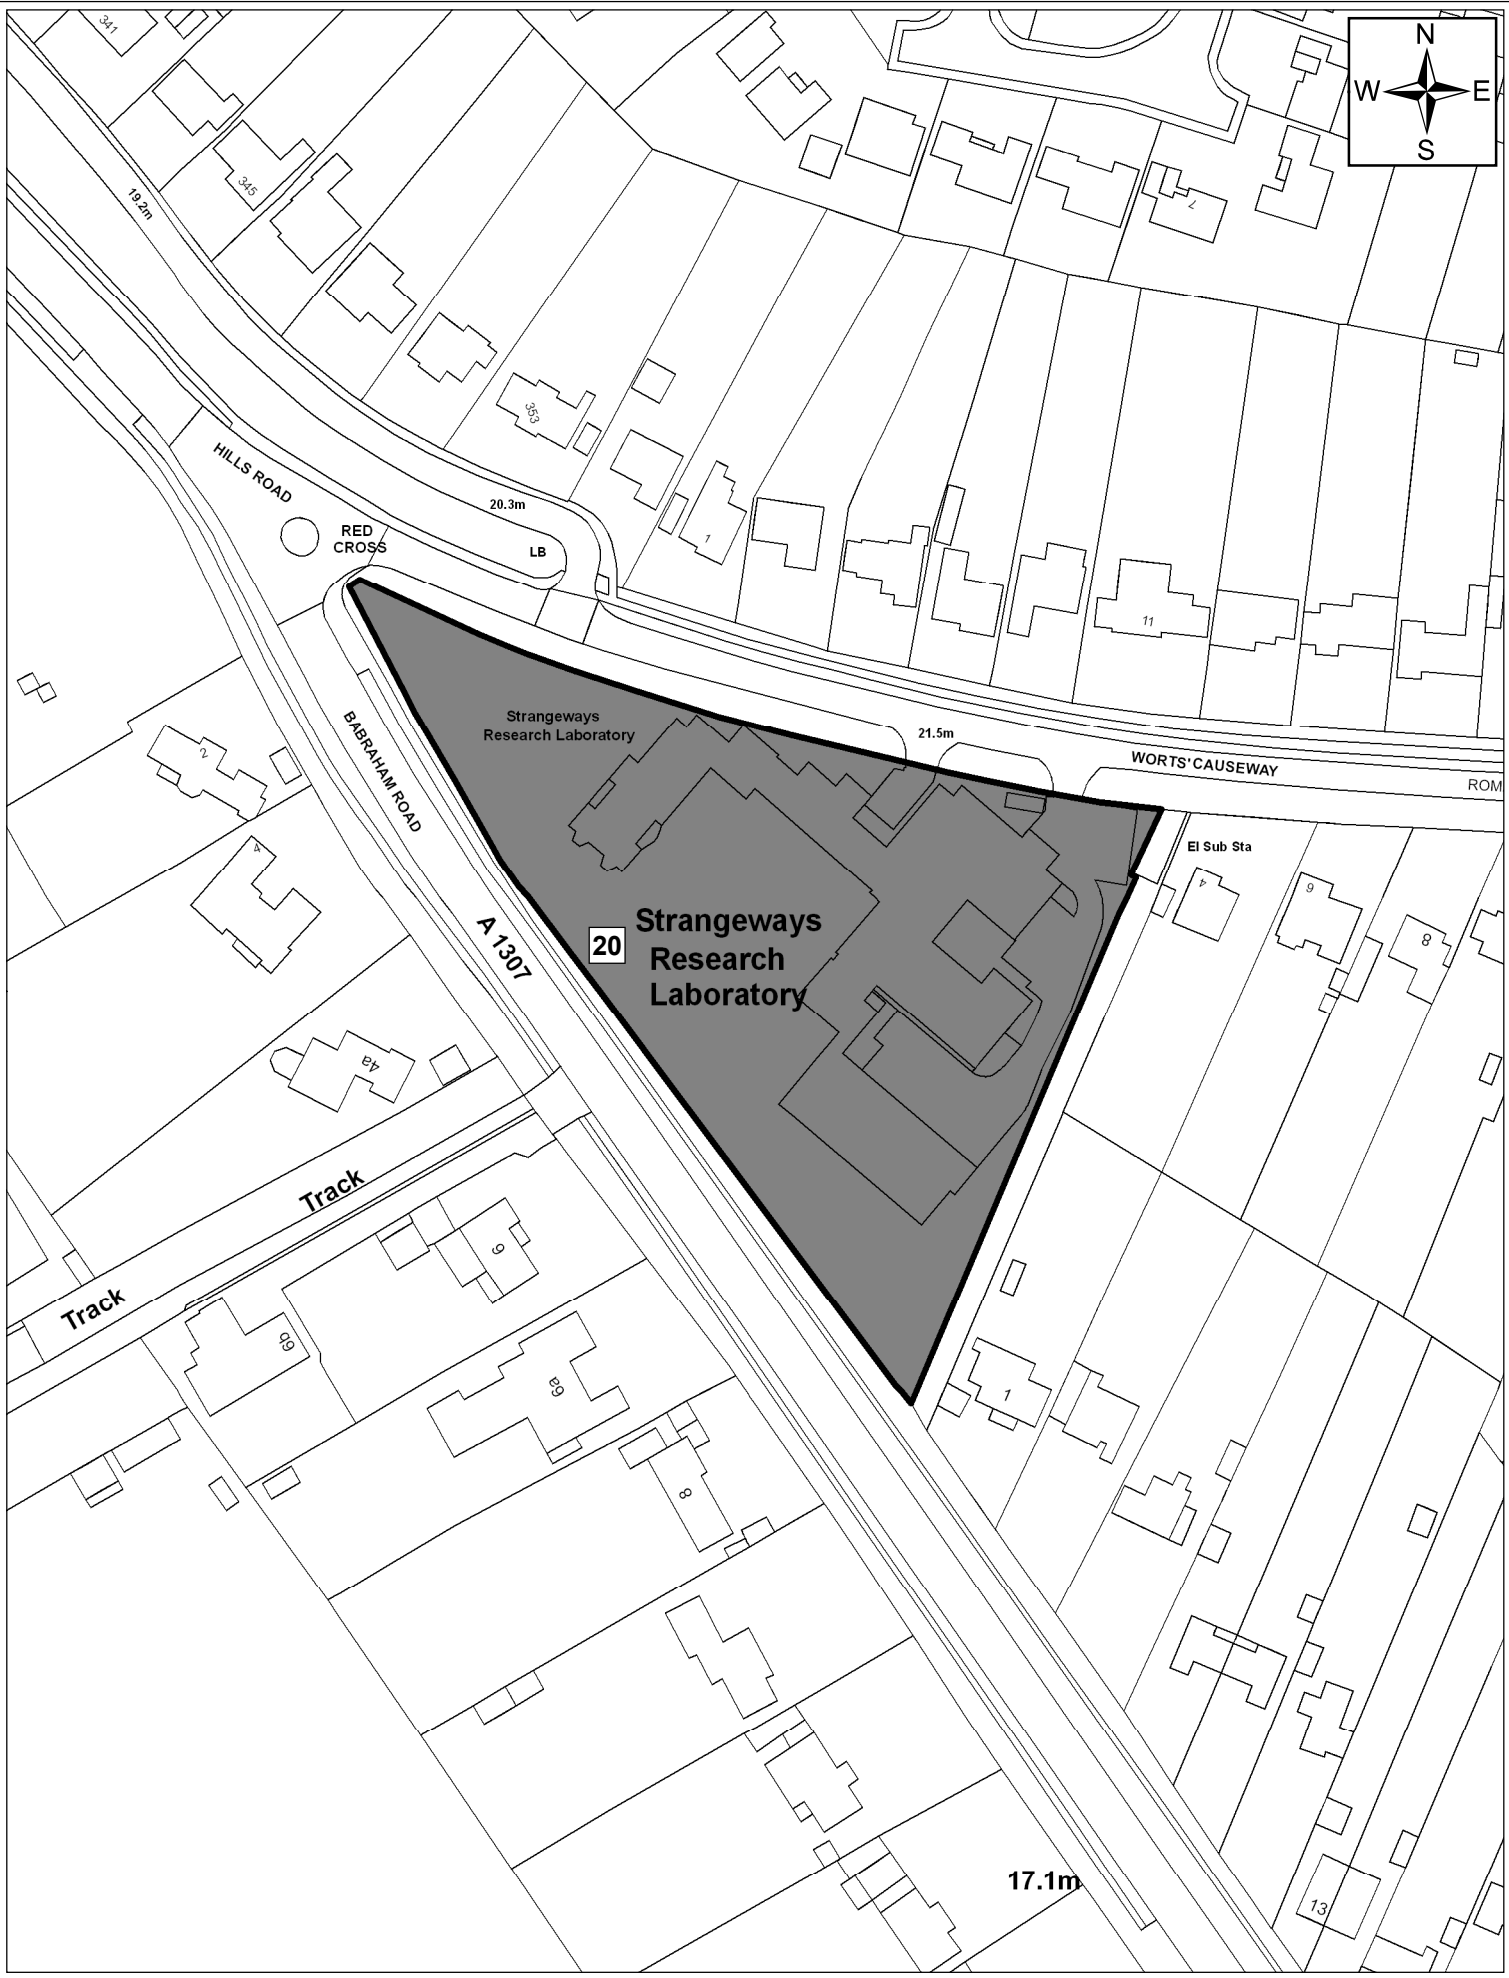 341
N
W E
S
345
19.2m
7
353
HILLS ROAD
20.3m
RED
CROSS
LB
1
11
Strangeways
Research Laboratory
21.5m
WORTS' CAUSEWAY
ROM
BABRAHAM ROAD
2
4
El Sub Sta
4
6
8
A 1307
20
Strangeways
Research
Laboratory
4a
Track
Track
6
6b
6a
8
1
17.1m
13